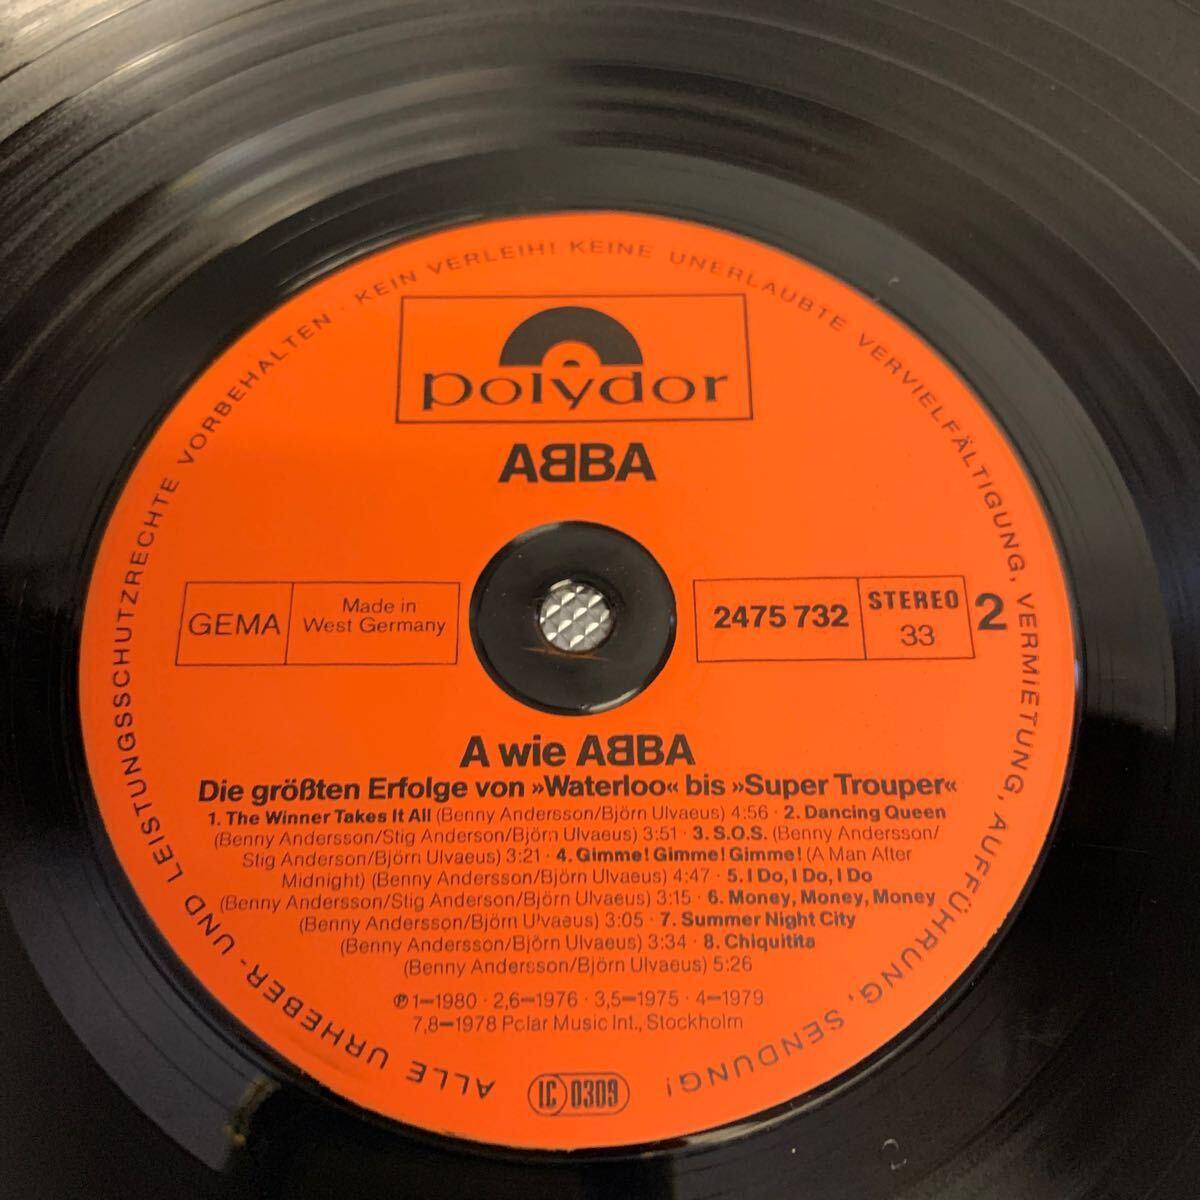 ALLE URHEBER- UND LEISTUNGSSCHUTZRECHTE VORBEHALTEN · KEIN VERLEIH! KEINE UNERLAUBTE VERVIELFÄLTIGUNG, VERMIETUNG, AUFFÜHRUNG, SENDUNG!
polydor
ABBA
GEMA
Made in
West Germany
2475 732
STEREO
33
2
A wie ABBA
Die größten Erfolge von »Waterloo« bis »Super Trouper«
1. The Winner Takes It All (Benny Andersson/Björn Ulvaeus) 4:56 · 2. Dancing Queen
(Benny Andersson/Stig Anderson/Björn Ulvaeus) 3:51 · 3. S.O.S. (Benny Andersson/
Stig Anderson/Björn Ulvaeus) 3:21 · 4. Gimme! Gimme! Gimme! (A Man After
Midnight) (Benny Andersson/Björn Ulvaeus) 4:47 · 5. I Do, I Do, I Do
(Benny Andersson/Stig Anderson/Björn Ulvaeus) 3:15 · 6. Money, Money, Money
(Benny Andersson/Björn Ulvaeus) 3:05 · 7. Summer Night City
(Benny Andersson/Björn Ulvaeus) 3:34 · 8. Chiquitita
(Benny Andersson/Björn Ulvaeus) 5:26
℗ 1–1980 · 2,6–1976 · 3,5–1975 · 4–1979
7,8–1978 Polar Music Int., Stockholm
LC 0309